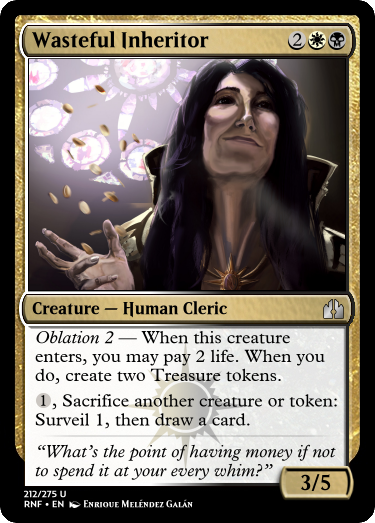 Wasteful Inheritor 2
Creature — Human Cleric
Oblation 2 — When this creature
enters, you may pay 2 life. When you
do, create two Treasure tokens.
1, Sacrifice another creature or token:
Surveil 1, then draw a card.
“What's the point of having money if not
to spend it at your every whim?”
3/5
212/275 U
RNF • EN Enrique Meléndez Galán